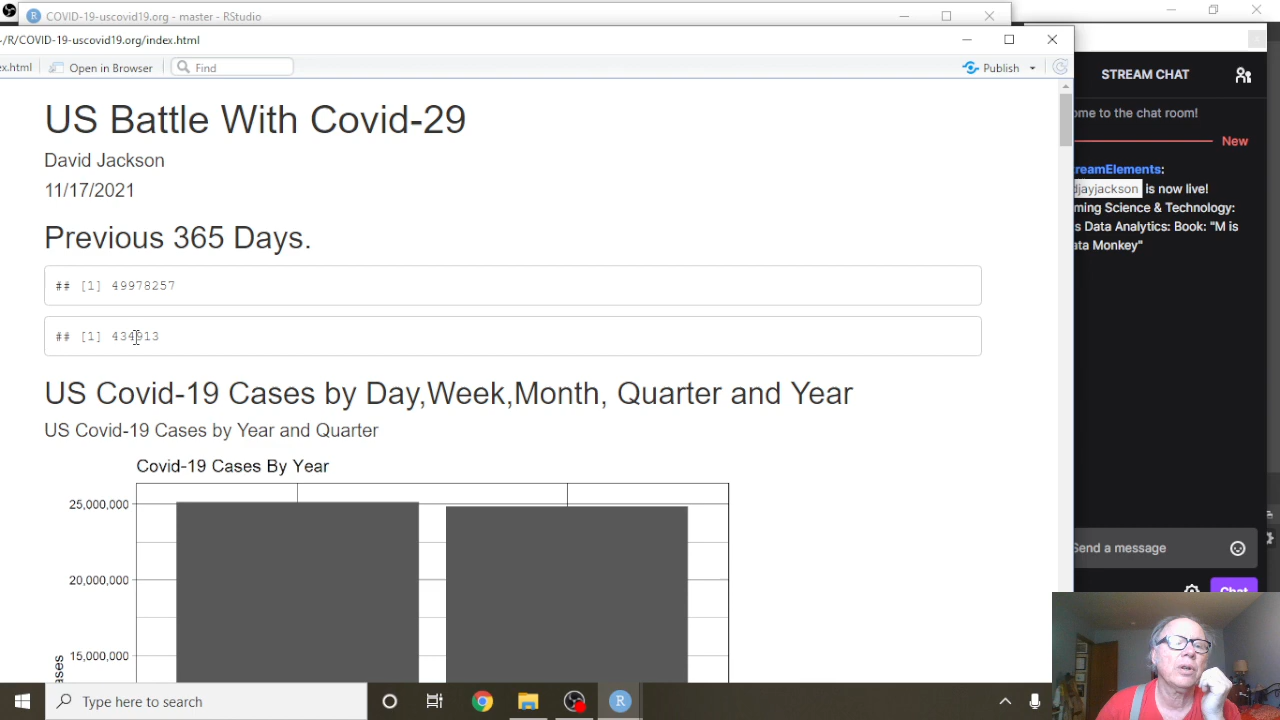 COVID-19-uscovid19.org - master - RStudio
~/R/COVID-19-uscovid19.org/index.html
Open in Browser
Find
Publish
US Battle With Covid-29
David Jackson
11/17/2021
Previous 365 Days.
## [1] 49978257
## [1] 434913
US Covid-19 Cases by Day,Week,Month, Quarter and Year
US Covid-19 Cases by Year and Quarter
Covid-19 Cases By Year
25,000,000
20,000,000
15,000,000
STREAM CHAT
ome to the chat room!
New
reamElements:
djayjackson is now live!
ming Science & Technology:
s Data Analytics: Book: "M is
ata Monkey"
Send a message
Chat
Type here to search
R